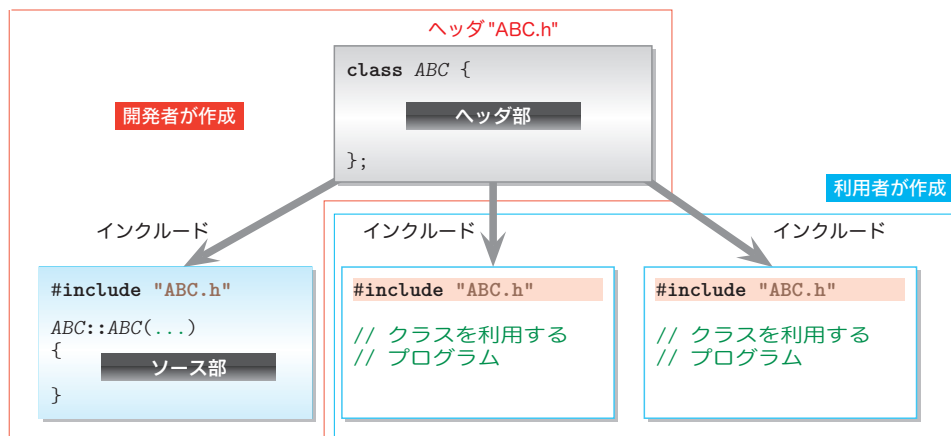 ヘッダ"ABC.h"
class ABC {
ヘッダ部
};
開発者が作成
利用者が作成
インクルード
インクルード
インクルード
#include "ABC.h"
ABC::ABC(...)
{
ソース部
}
#include "ABC.h"
// クラスを利用する
// プログラム
#include "ABC.h"
// クラスを利用する
// プログラム